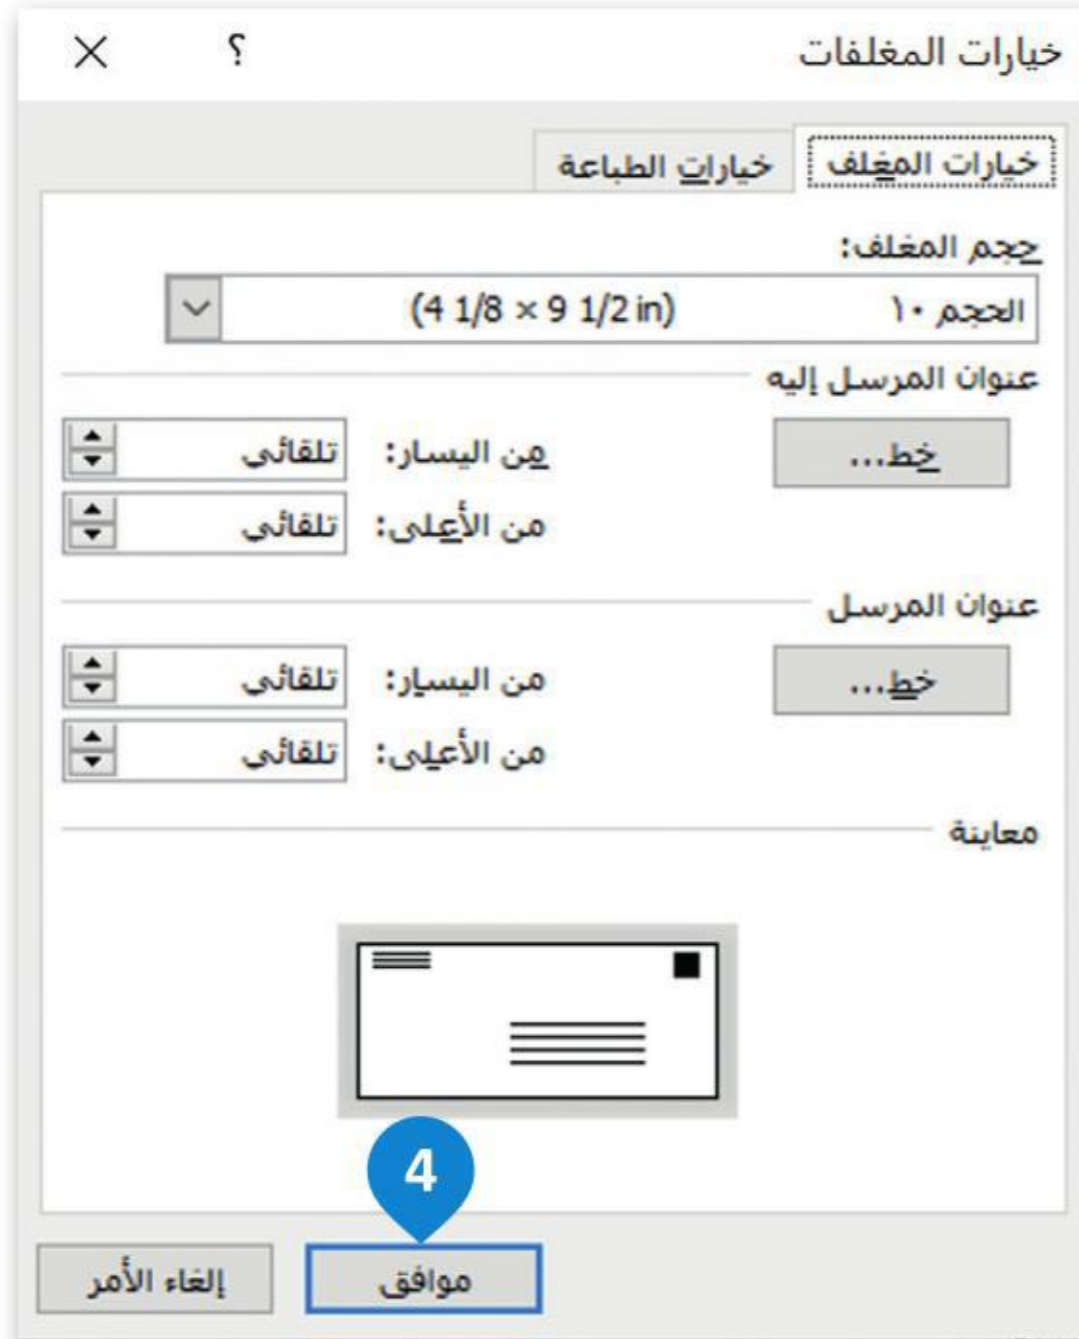 خيارات المغلفات ؟
خيارات المغلف خيارات الطباعة
حجم المغلف:
الحجم ١٠ (4 1/8 × 9 1/2 in)
عنوان المرسل إليه
خط... من اليسار: تلقائي
من الأعلى: تلقائي
عنوان المرسل
خط... من اليسار: تلقائي
من الأعلى: تلقائي
معاينة
4
موافق إلغاء الأمر